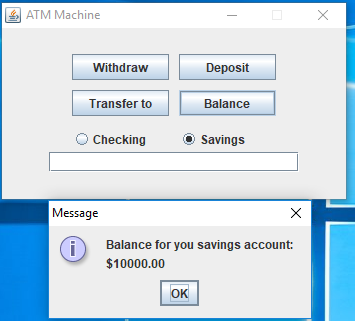 ATM Machine
Withdraw
Deposit
Transfer to
Balance
Checking
Savings
Message
Balance for you savings account:
$10000.00
OK